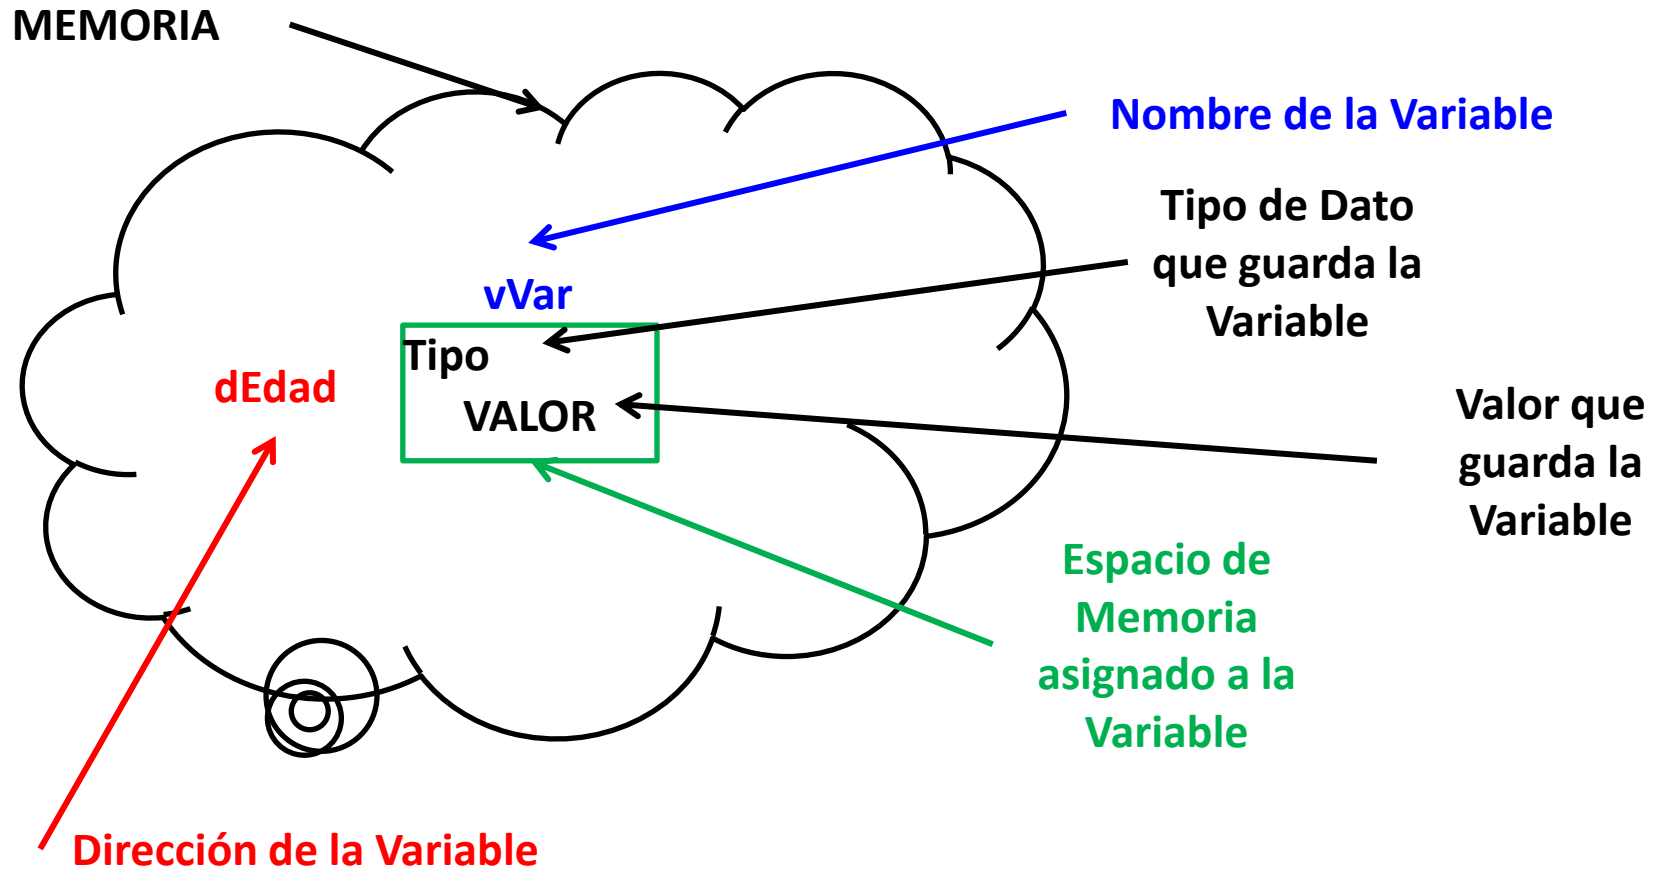 MEMORIA
Nombre de la Variable
Tipo de Dato
que guarda la
Variable
vVar
Tipo
VALOR
dEdad
Valor que
guarda la
Variable
Espacio de
Memoria
asignado a la
Variable
Dirección de la Variable